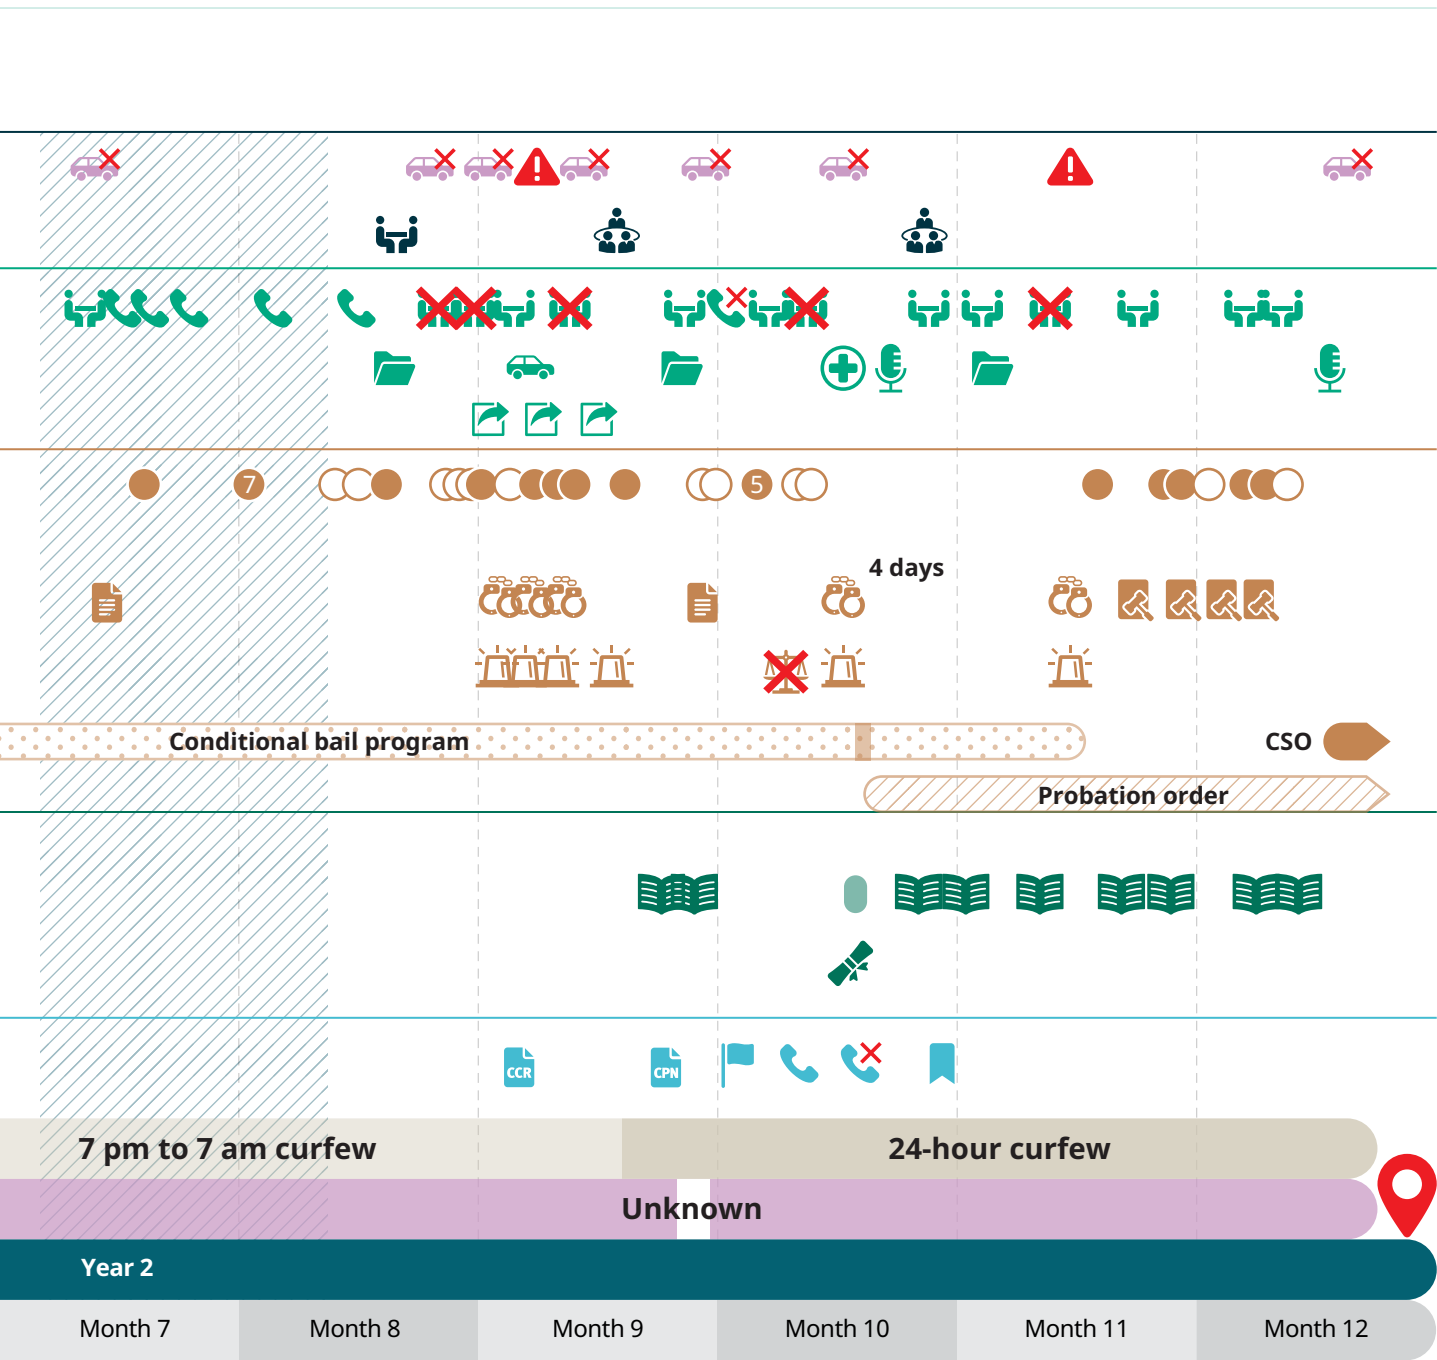 7
5
4 days
Conditional bail program
CSO
Probation order
CCR
CPN
7 pm to 7 am curfew
24-hour curfew
Unknown
Year 2
Month 7
Month 8
Month 9
Month 10
Month 11
Month 12